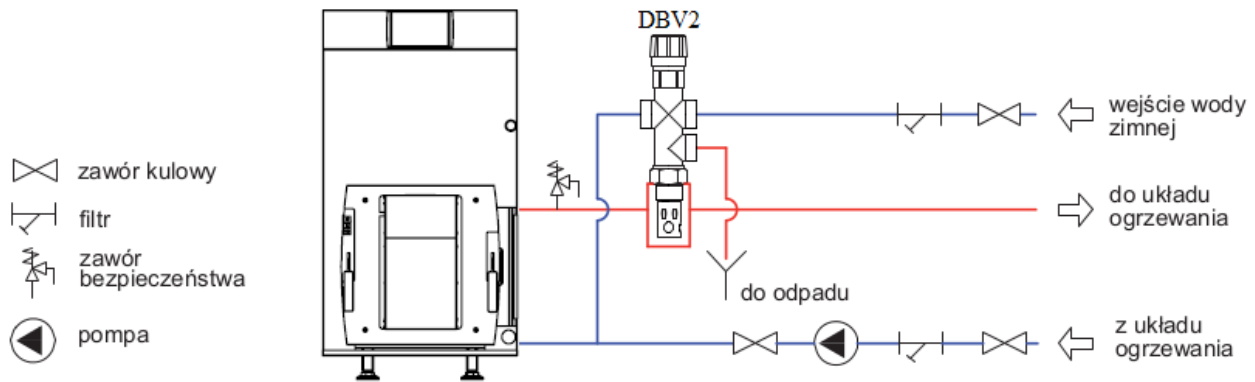 DBV2
wejście wody
zimnej
zawór kulowy
do układu
ogrzewania
filtr
zawór
bezpieczeństwa
do odpadu
pompa
z układu
ogrzewania